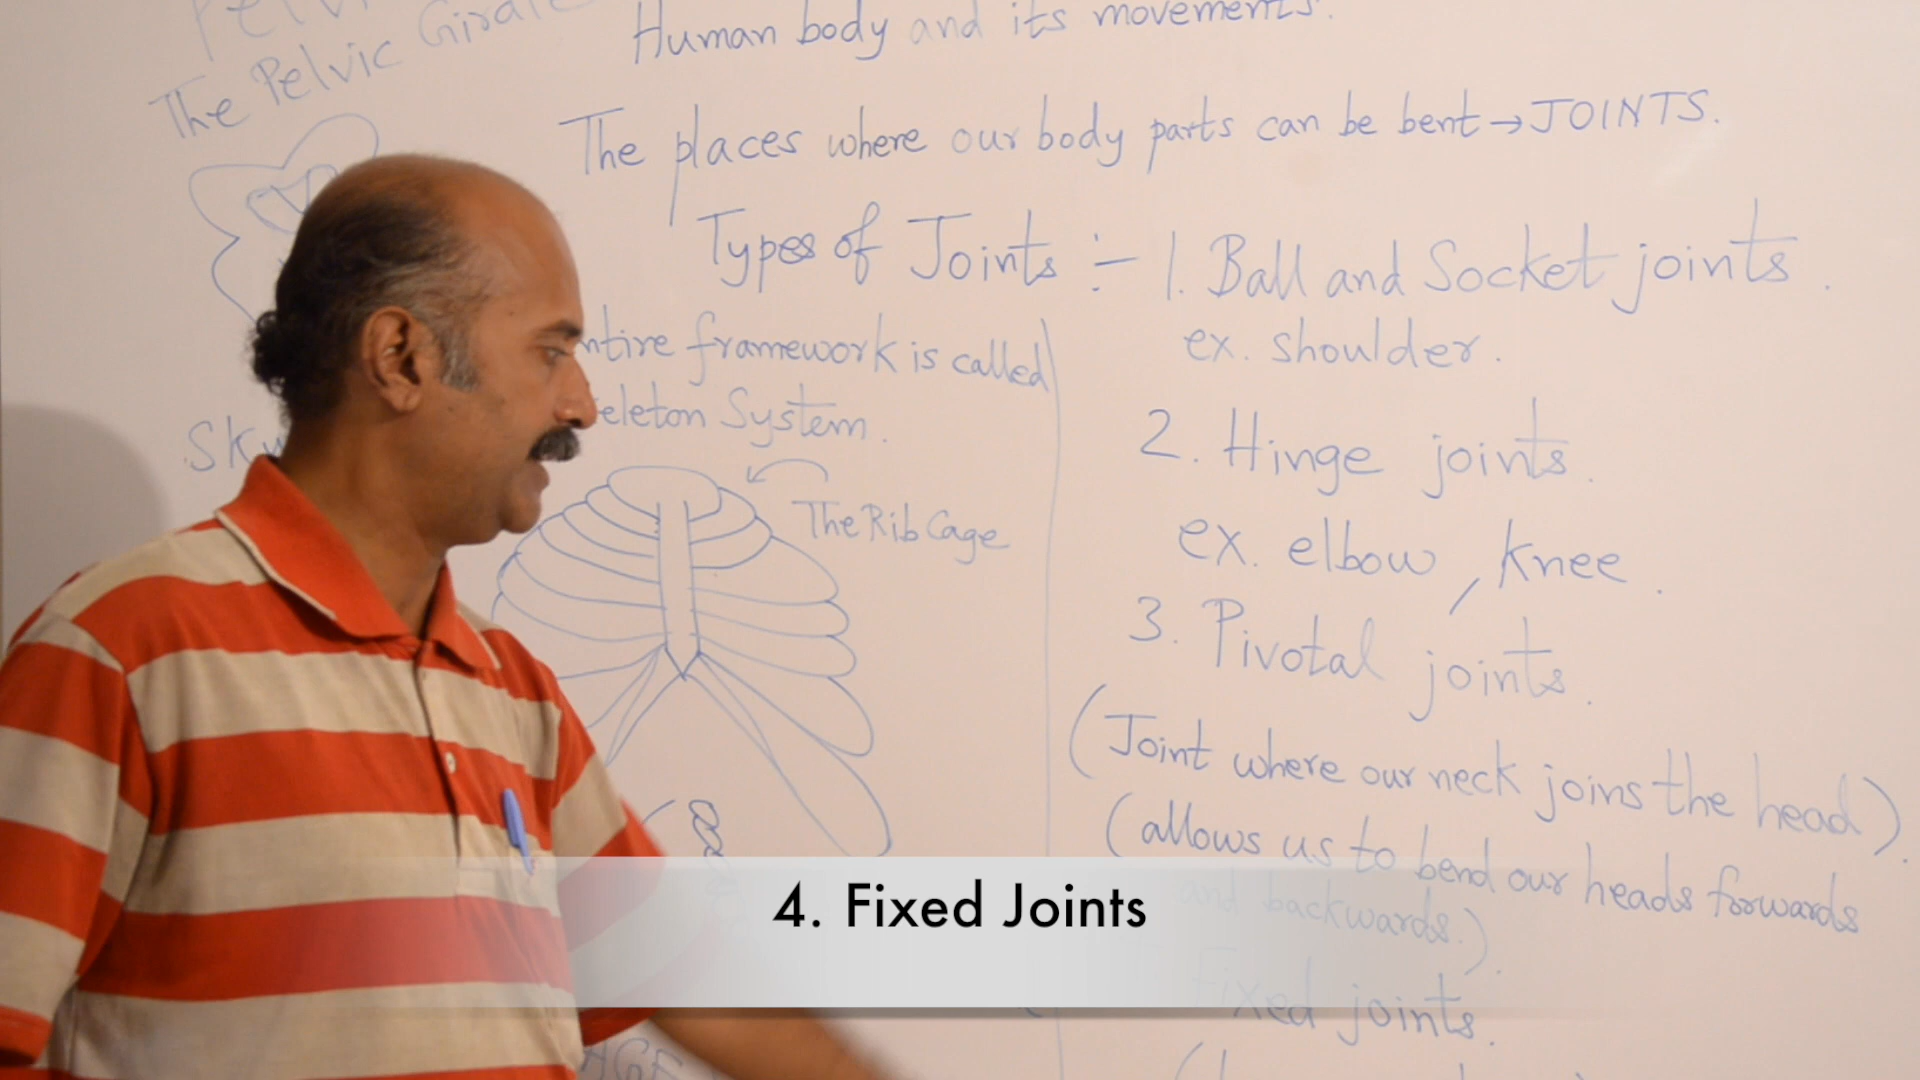 The Pelvic Girdle
Human body and its movements.
The places where our body parts can be bent → JOINTS.
Types of Joints :- 1. Ball and Socket joints.
ex. shoulder.
ntire framework is called
eleton System.
The Rib Cage
2. Hinge joints.
ex. elbow, knee.
3. Pivotal joints.
(Joint where our neck joins the head).
(allows us to bend our heads forwards
and backwards.).
Fixed joints.
4. Fixed Joints